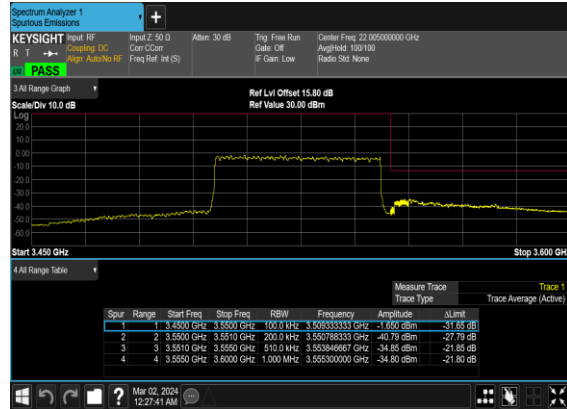 Spectrum Analyzer 1
Spurious Emissions
+
KEYSIGHT Input: RF Input Z: 50 Ω Atten: 30 dB Trig: Free Run Center Freq: 22.005000000 GHz
R T Coupling: DC Corr CCorr Gate: Off Avg|Hold: 100/100
Align: Auto/No RF Freq Ref: Int (S) IF Gain: Low Radio Std: None
PASS
3 All Range Graph Ref Lvl Offset 15.80 dB
Scale/Div 10.0 dB Ref Value 30.00 dBm
Log
20.0
10.0
0.00
-10.0
-20.0
-30.0
-40.0
-50.0
-60.0
Start 3.450 GHz Stop 3.600 GH
4 All Range Table
Measure Trace Trace 1
Trace Type Trace Average (Active)
Spur Range Start Freq Stop Freq RBW Frequency Amplitude ΔLimit
1 1 3.4500 GHz 3.5500 GHz 100.0 kHz 3.509333333 GHz -1.650 dBm -31.65 dB
2 2 3.5500 GHz 3.5510 GHz 200.0 kHz 3.550788333 GHz -40.79 dBm -27.79 dB
3 3 3.5510 GHz 3.5550 GHz 510.0 kHz 3.553846667 GHz -34.85 dBm -21.85 dB
4 4 3.5550 GHz 3.6000 GHz 1.000 MHz 3.555300000 GHz -34.80 dBm -21.80 dB
? Mar 02, 2024
12:27:41 AM